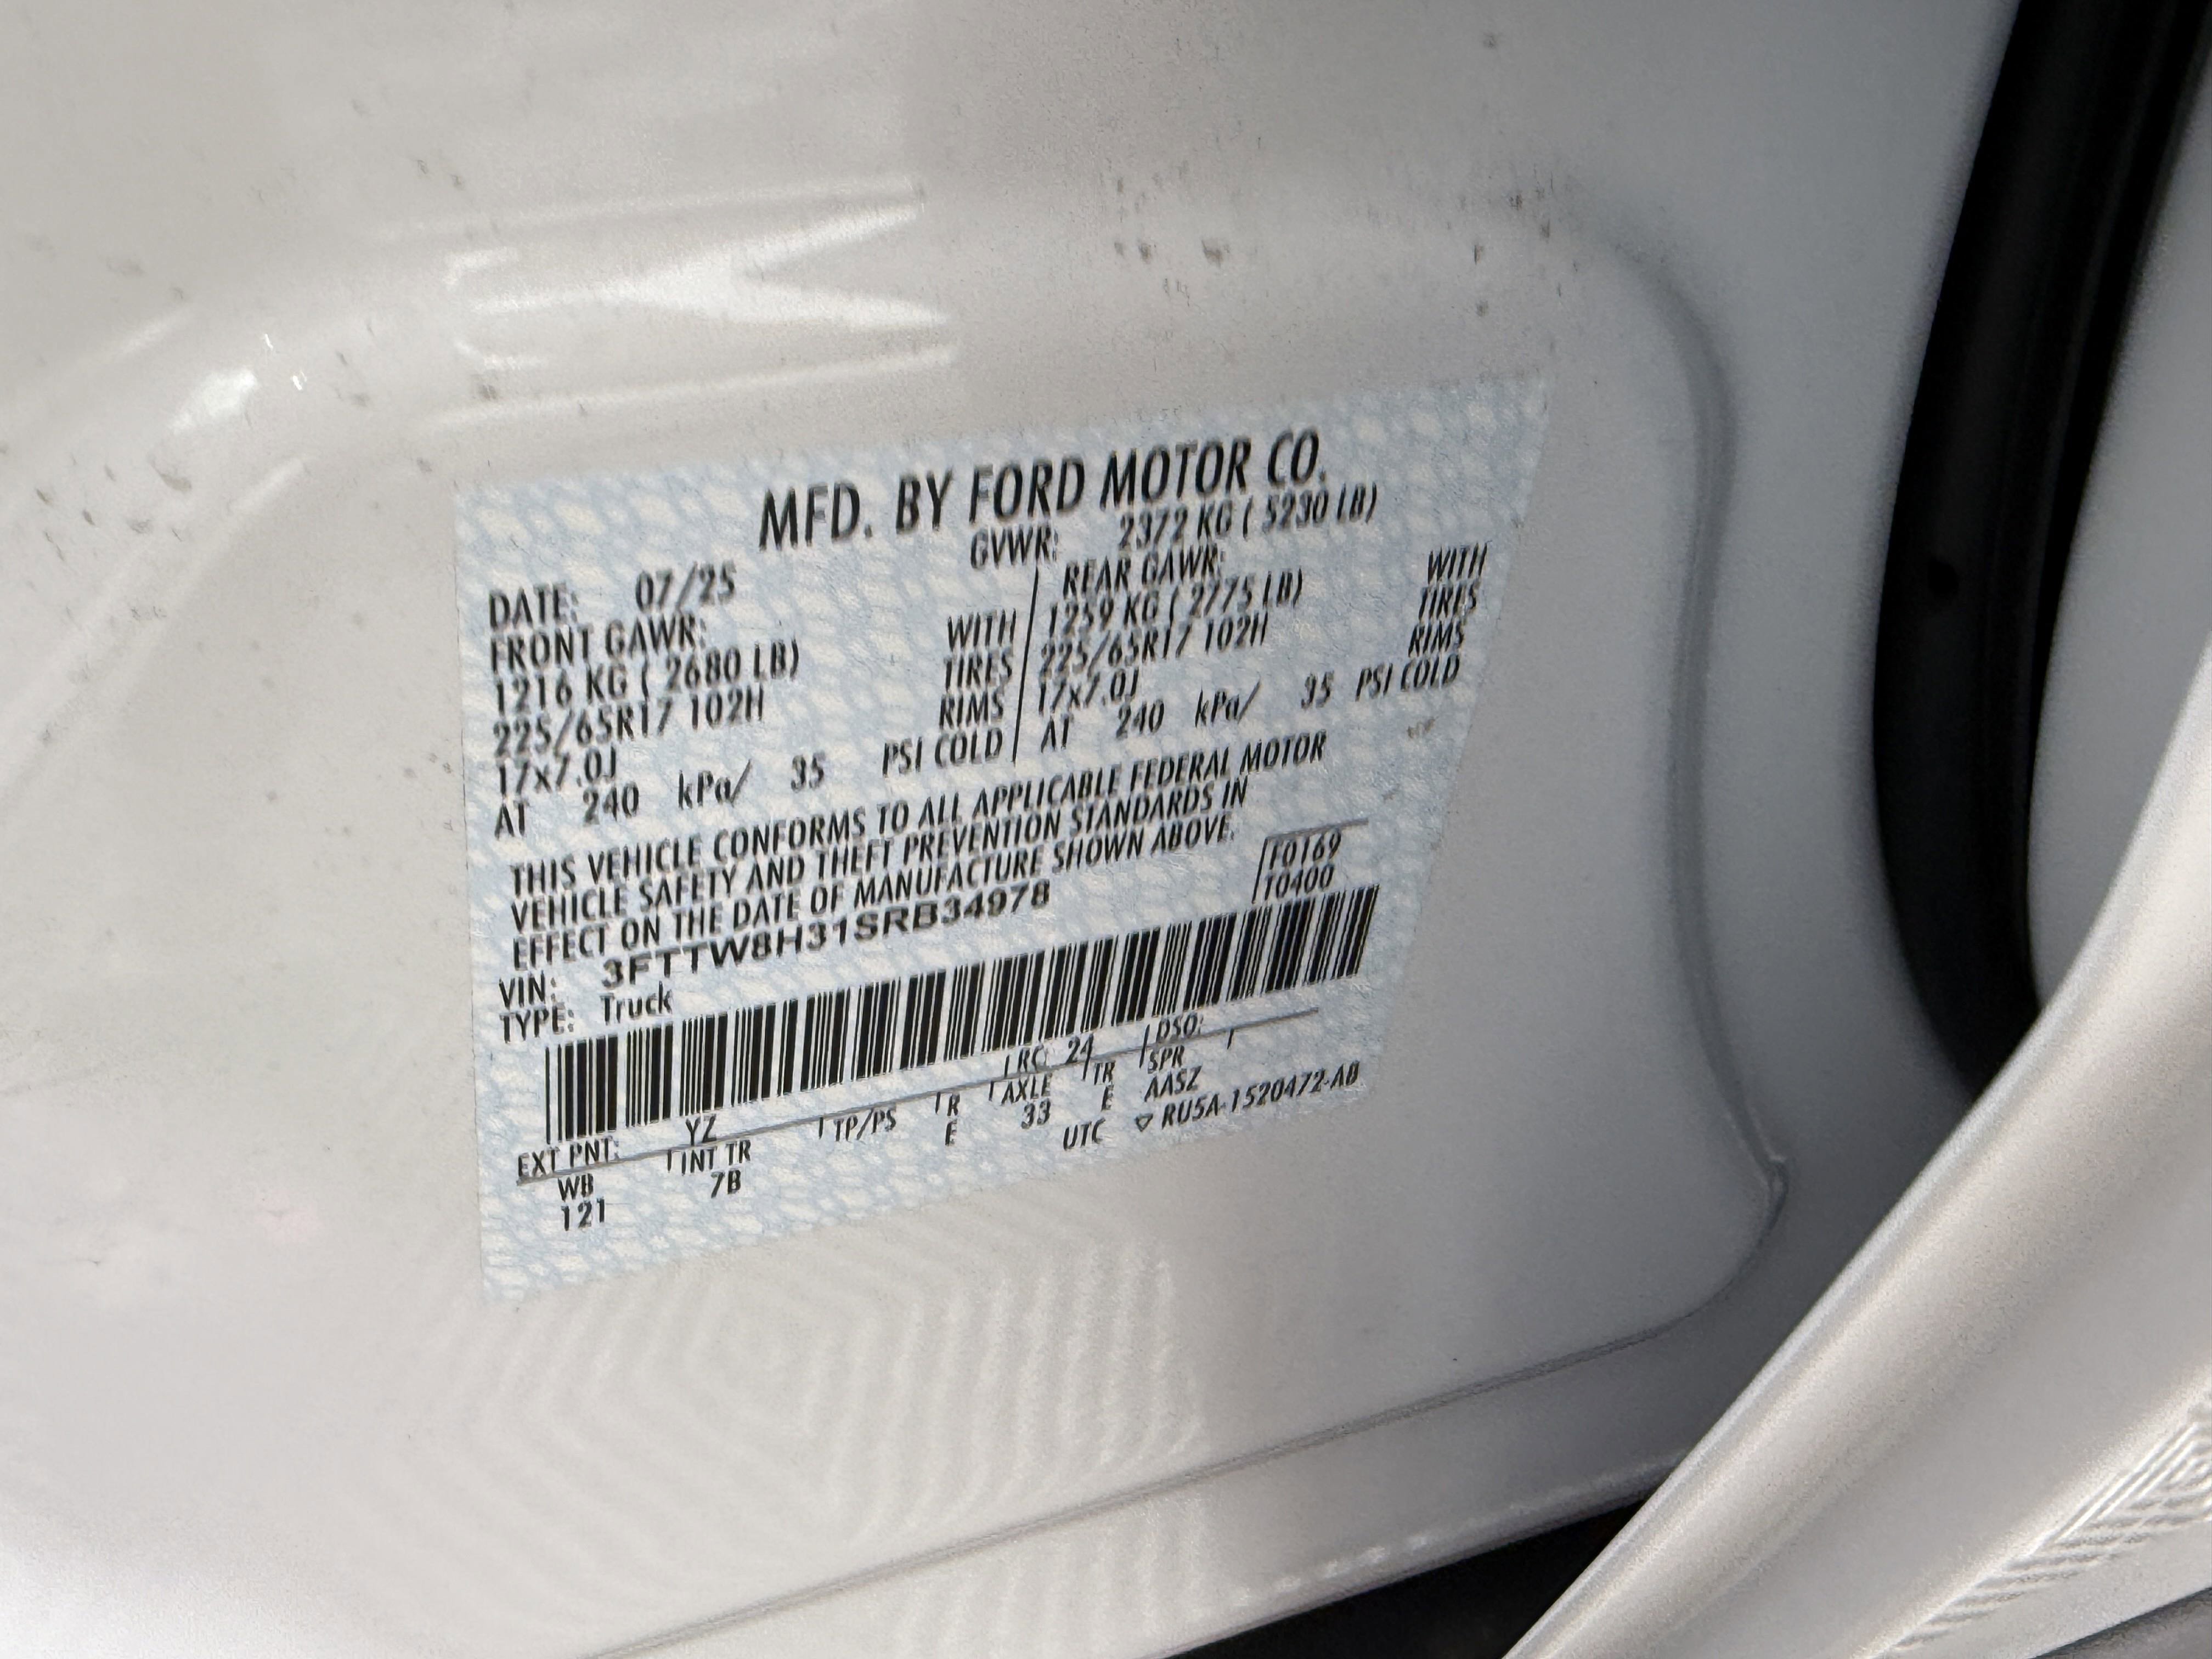 MFD. BY FORD MOTOR CO.
DATE: 07/25 GVWR: 2372 KG ( 5230 LB)
FRONT GAWR: REAR GAWR:
1216 KG ( 2680 LB) WITH 1259 KG ( 2775 LB) WITH
225/65R17 102H TIRES 225/65R17 102H TIRES
17x7.0J RIMS 17x7.0J RIMS
AT 240 kPa/ 35 PSI COLD AT 240 kPa/ 35 PSI COLD
THIS VEHICLE CONFORMS TO ALL APPLICABLE FEDERAL MOTOR
VEHICLE SAFETY AND THEFT PREVENTION STANDARDS IN
EFFECT ON THE DATE OF MANUFACTURE SHOWN ABOVE.
VIN: 3FTTW8H31SRB34978 F0169
TYPE: Truck T0400
EXT PNT: YZ RC: 24 DSO:
WB INT TR TP/PS R AXLE TR SPR
121 7B E 33 E AASZ
UTC ▽ RU5A-1520472-AB